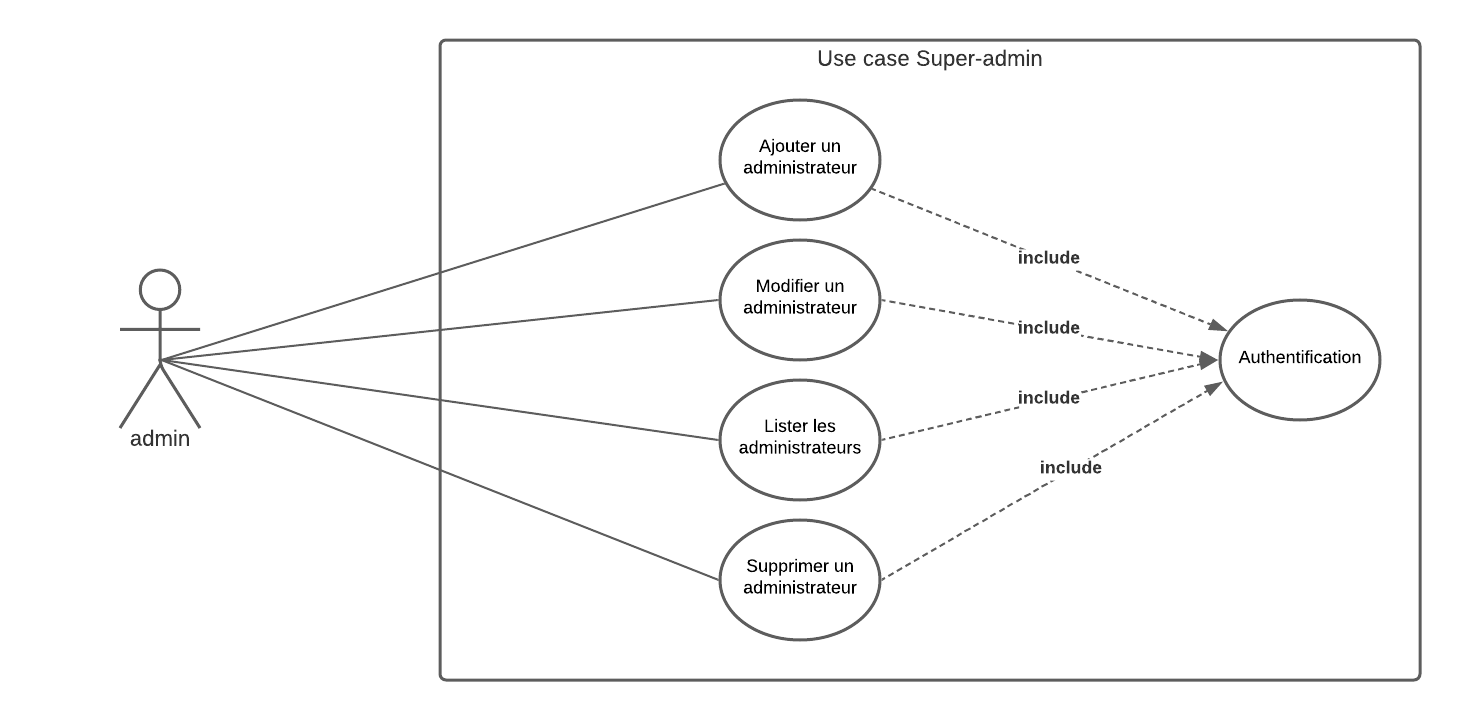 Use case Super-admin
Ajouter un
administrateur
include
Modifier un
administrateur
include
Authentification
include
Lister les
administrateurs
admin
include
Supprimer un
administrateur